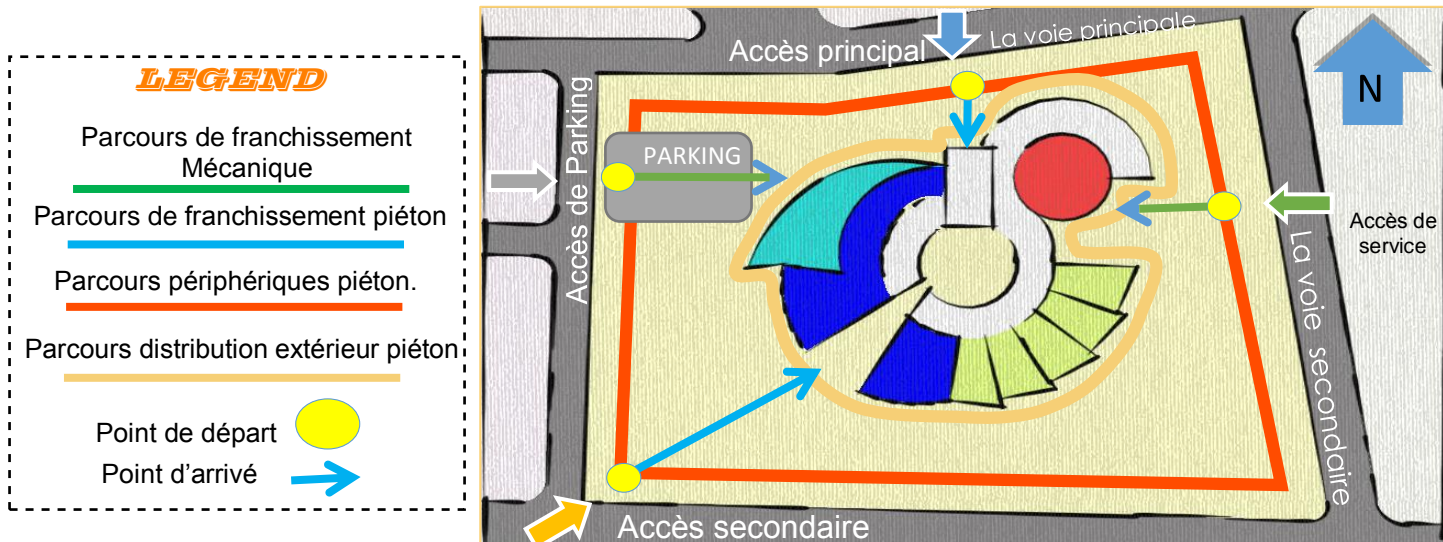 LEGEND
Parcours de franchissement
Mécanique
Parcours de franchissement piéton
Parcours périphériques piéton.
Parcours distribution extérieur piéton
Point de départ
Point d’arrivé
La voie principale
Accès principal
N
Accès de Parking
PARKING
Accès de
service
La voie secondaire
Accès secondaire